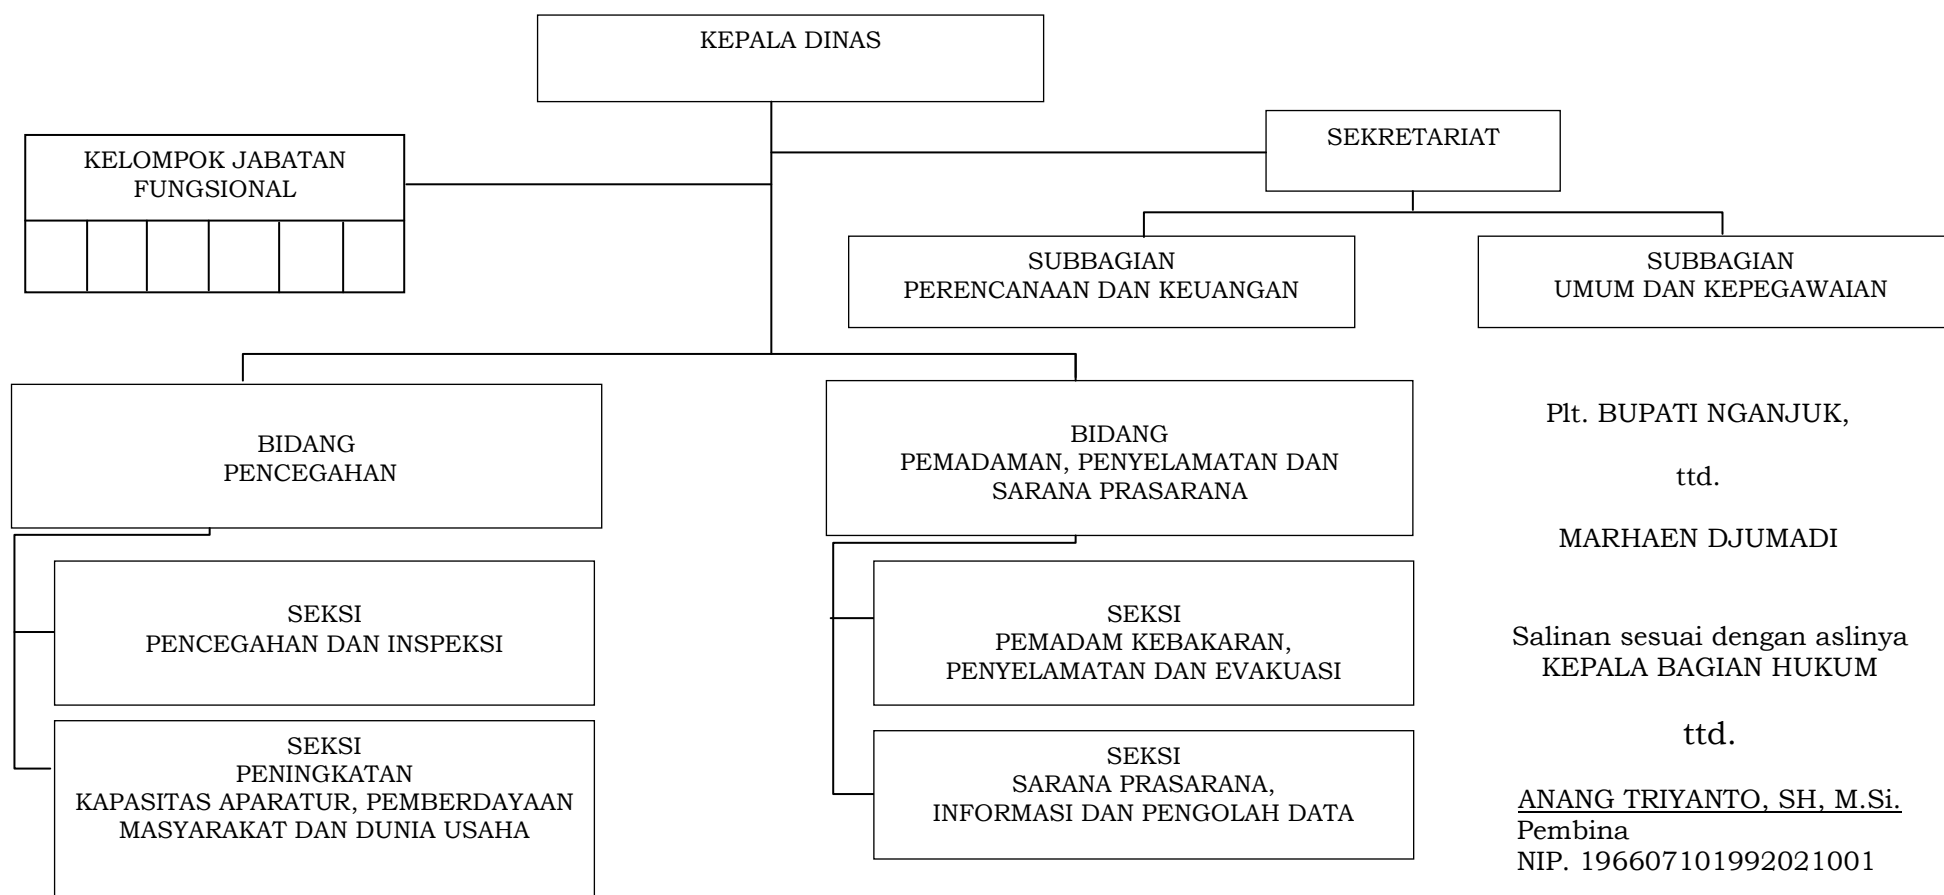 KEPALA DINAS
SEKRETARIAT
KELOMPOK JABATAN
FUNGSIONAL
SUBBAGIAN
PERENCANAAN DAN KEUANGAN
SUBBAGIAN
UMUM DAN KEPEGAWAIAN
BIDANG
PENCEGAHAN
BIDANG
PEMADAMAN, PENYELAMATAN DAN
SARANA PRASARANA
SEKSI
PENCEGAHAN DAN INSPEKSI
SEKSI
PENINGKATAN
KAPASITAS APARATUR, PEMBERDAYAAN
MASYARAKAT DAN DUNIA USAHA
SEKSI
PEMADAM KEBAKARAN,
PENYELAMATAN DAN EVAKUASI
SEKSI
SARANA PRASARANA,
INFORMASI DAN PENGOLAH DATA
Plt. BUPATI NGANJUK,
ttd.
MARHAEN DJUMADI
Salinan sesuai dengan aslinya
KEPALA BAGIAN HUKUM
ttd.
ANANG TRIYANTO, SH, M.Si.
Pembina
NIP. 196607101992021001